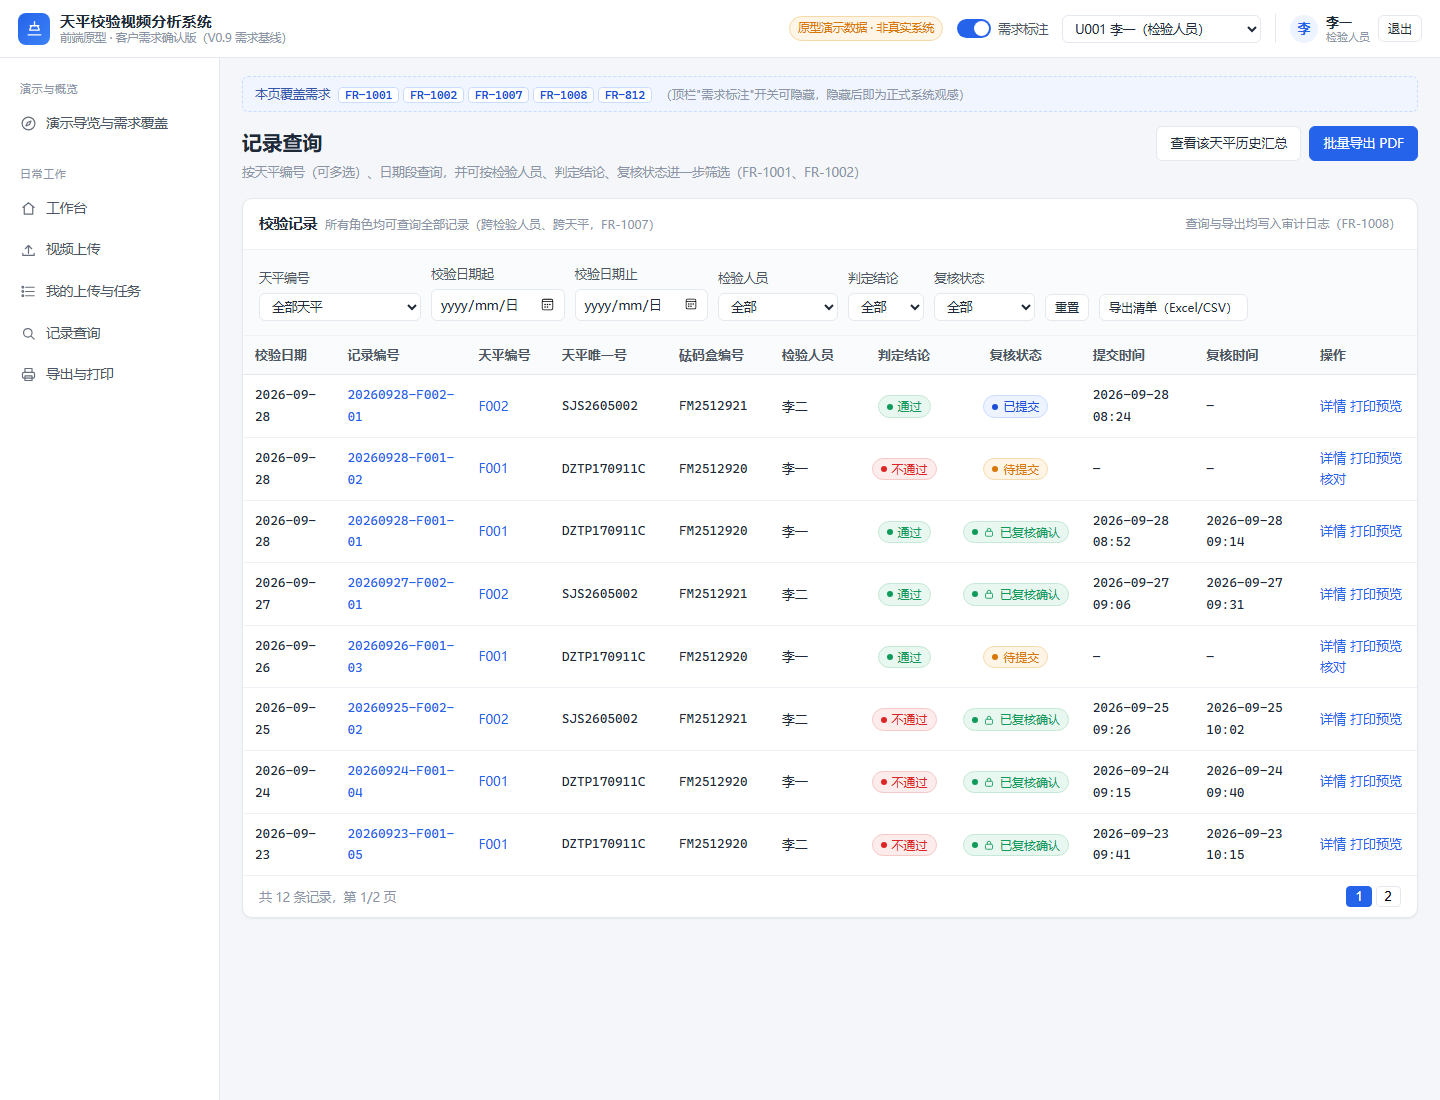 天平校验视频分析系统
前端原型 · 客户需求确认版（V0.9 需求基线）
原型演示数据 · 非真实系统
需求标注
U001 李一（检验人员）
李
李一
检验人员
退出
演示与概览
演示导览与需求覆盖
日常工作
工作台
视频上传
我的上传与任务
记录查询
导出与打印
本页覆盖需求 FR-1001 FR-1002 FR-1007 FR-1008 FR-812 （顶栏"需求标注"开关可隐藏，隐藏后即为正式系统观感）
记录查询
按天平编号（可多选）、日期段查询，并可按检验人员、判定结论、复核状态进一步筛选（FR-1001、FR-1002）
查看该天平历史汇总
批量导出 PDF
校验记录 所有角色均可查询全部记录（跨检验人员、跨天平，FR-1007）
查询与导出均写入审计日志（FR-1008）
天平编号 校验日期起 校验日期止 检验人员 判定结论 复核状态
全部天平 yyyy/mm/日 yyyy/mm/日 全部 全部 全部 重置 导出清单（Excel/CSV）
校验日期 记录编号 天平编号 天平唯一号 砝码盒编号 检验人员 判定结论 复核状态 提交时间 复核时间 操作
2026-09-28 20260928-F002-01 F002 SJS2605002 FM2512921 李二 通过 已提交 2026-09-28 08:24 — 详情 打印预览
2026-09-28 20260928-F001-02 F001 DZTP170911C FM2512920 李一 不通过 待提交 — — 详情 打印预览 核对
2026-09-28 20260928-F001-01 F001 DZTP170911C FM2512920 李一 通过 已复核确认 2026-09-28 08:52 2026-09-28 09:14 详情 打印预览
2026-09-27 20260927-F002-01 F002 SJS2605002 FM2512921 李二 通过 已复核确认 2026-09-27 09:06 2026-09-27 09:31 详情 打印预览
2026-09-26 20260926-F001-03 F001 DZTP170911C FM2512920 李一 通过 待提交 — — 详情 打印预览 核对
2026-09-25 20260925-F002-02 F002 SJS2605002 FM2512921 李二 不通过 已复核确认 2026-09-25 09:26 2026-09-25 10:02 详情 打印预览
2026-09-24 20260924-F001-04 F001 DZTP170911C FM2512920 李一 不通过 已复核确认 2026-09-24 09:15 2026-09-24 09:40 详情 打印预览
2026-09-23 20260923-F001-05 F001 DZTP170911C FM2512920 李二 不通过 已复核确认 2026-09-23 09:41 2026-09-23 10:15 详情 打印预览
共 12 条记录，第 1/2 页
1 2